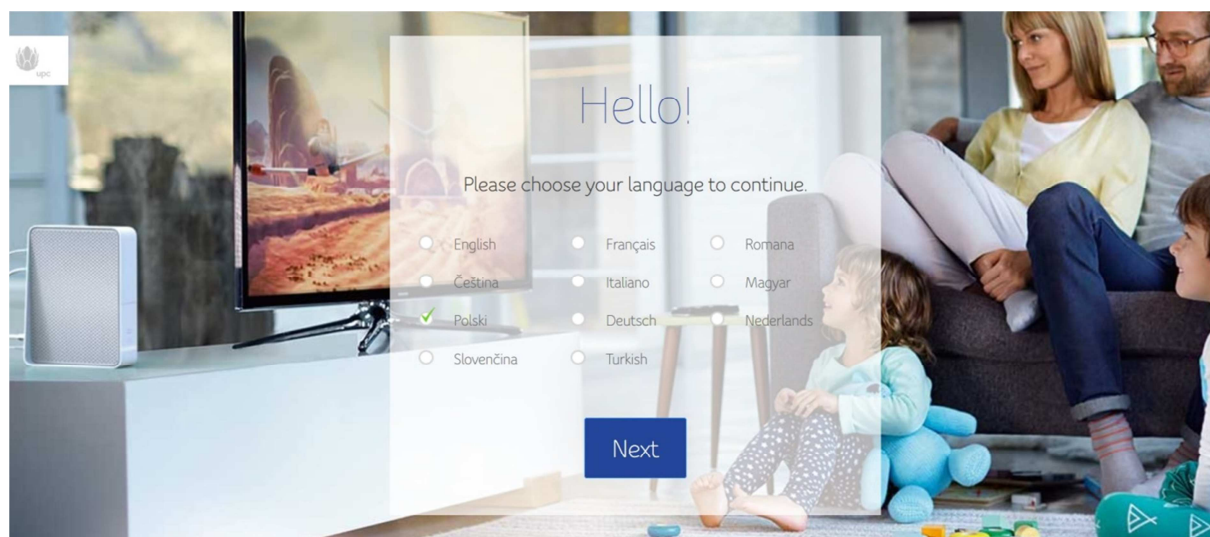 upc
Hello!
Please choose your language to continue.
English Français Romana
Čeština Italiano Magyar
Polski Deutsch Nederlands
Slovenčina Turkish
Next